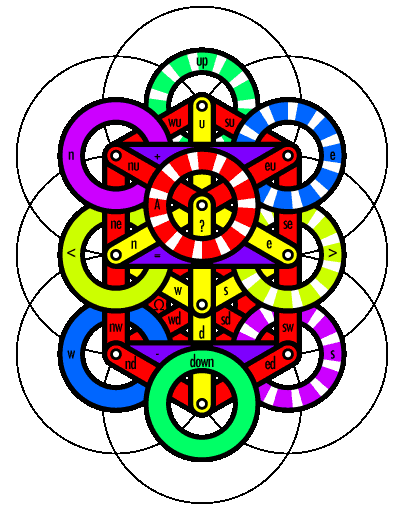 up
wu u su
n + e
nu eu
A
ne ? se
n e
< = >
w s
Ω
wd sd
nw d sw
w - s
nd down ed